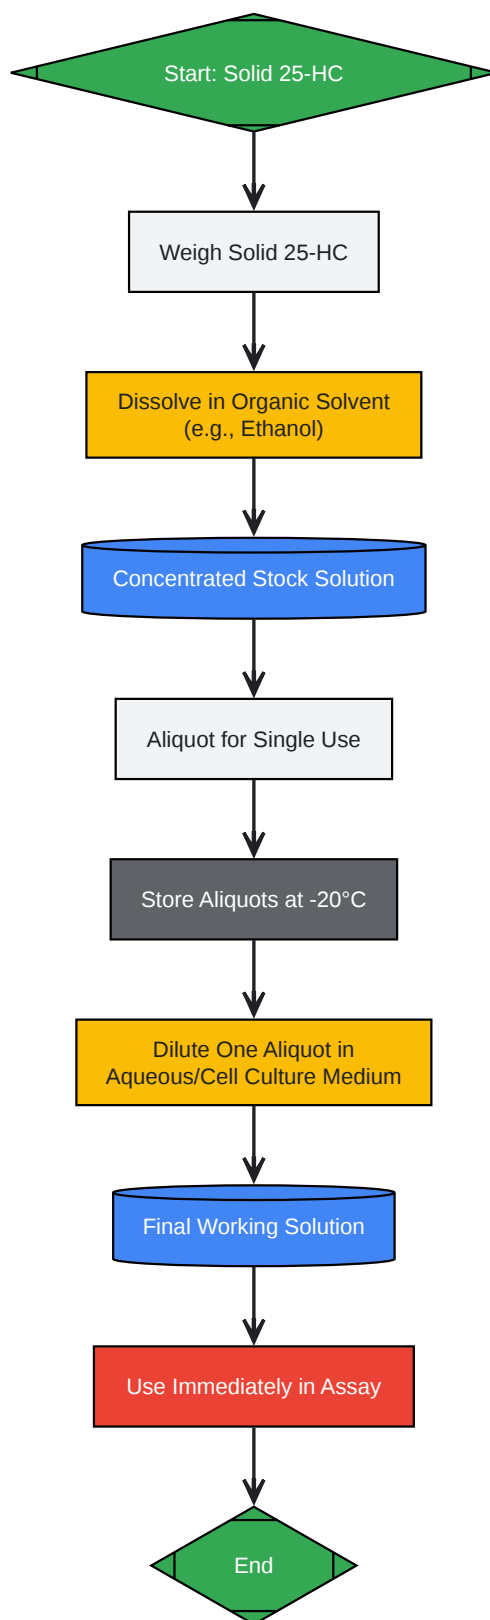 Start: Solid 25-HC
Weigh Solid 25-HC
Dissolve in Organic Solvent
(e.g., Ethanol)
Concentrated Stock Solution
Aliquot for Single Use
Store Aliquots at -20°C
Dilute One Aliquot in
Aqueous/Cell Culture Medium
Final Working Solution
Use Immediately in Assay
End